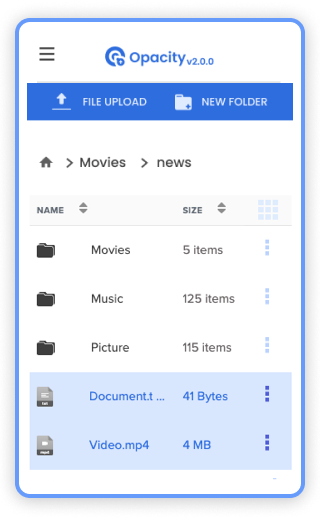 Opacity v2.0.0
FILE UPLOAD NEW FOLDER
> Movies > news
NAME SIZE
Movies 5 items
Music 125 items
Picture 115 items
Document.t ... 41 Bytes
Video.mp4 4 MB